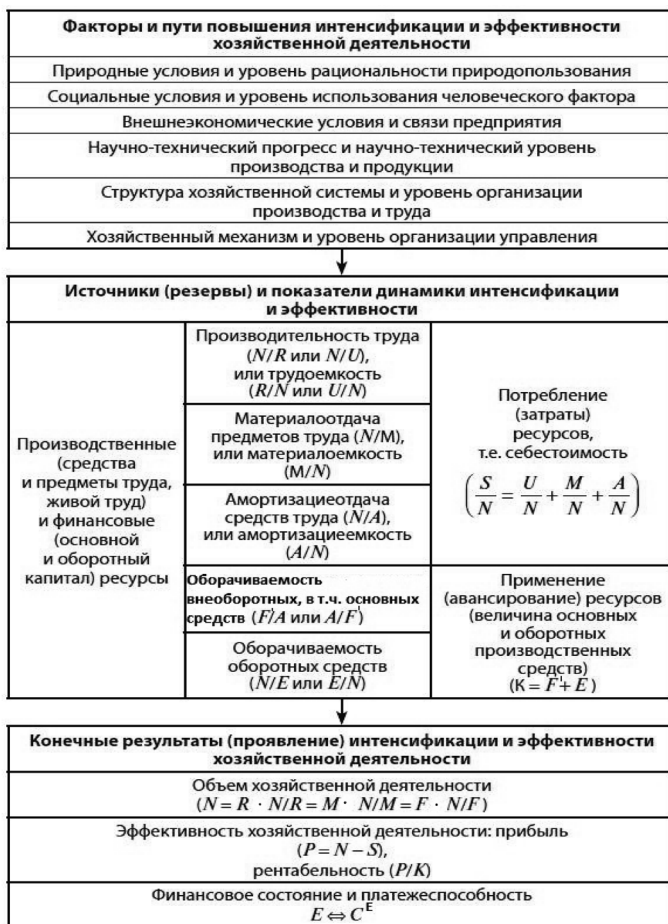 Факторы и пути повышения интенсификации и эффективности
хозяйственной деятельности
Природные условия и уровень рациональности природопользования
Социальные условия и уровень использования человеческого фактора
Внешнеэкономические условия и связи предприятия
Научно-технический прогресс и научно-технический уровень
производства и продукции
Структура хозяйственной системы и уровень организации
производства и труда
Хозяйственный механизм и уровень организации управления
Источники (резервы) и показатели динамики интенсификации
и эффективности
Производственные
(средства
и предметы труда,
живой труд)
и финансовые
(основной
и оборотный
капитал) ресурсы
Производительность труда
(N/R или N/U),
или трудоемкость
(R/N или U/N)
Материалоотдача
предметов труда (N/M),
или материалоемкость
(M/N)
Амортизациеотдача
средств труда (N/A),
или амортизациеемкость
(A/N)
Оборачиваемость
внеоборотных, в т.ч. основных
средств (F'/A или A/F')
Оборачиваемость
оборотных средств
(N/E или E/N)
Потребление
(затраты)
ресурсов,
т.е. себестоимость
(S/N = U/N + M/N + A/N)
Применение
(авансирование) ресурсов
(величина основных
и оборотных
производственных
средств)
(K = F' + E)
Конечные результаты (проявление) интенсификации и эффективности
хозяйственной деятельности
Объем хозяйственной деятельности
(N = R · N/R = M · N/M = F · N/F)
Эффективность хозяйственной деятельности: прибыль
(P = N – S),
рентабельность (P/K)
Финансовое состояние и платежеспособность
E ⇔ C^E